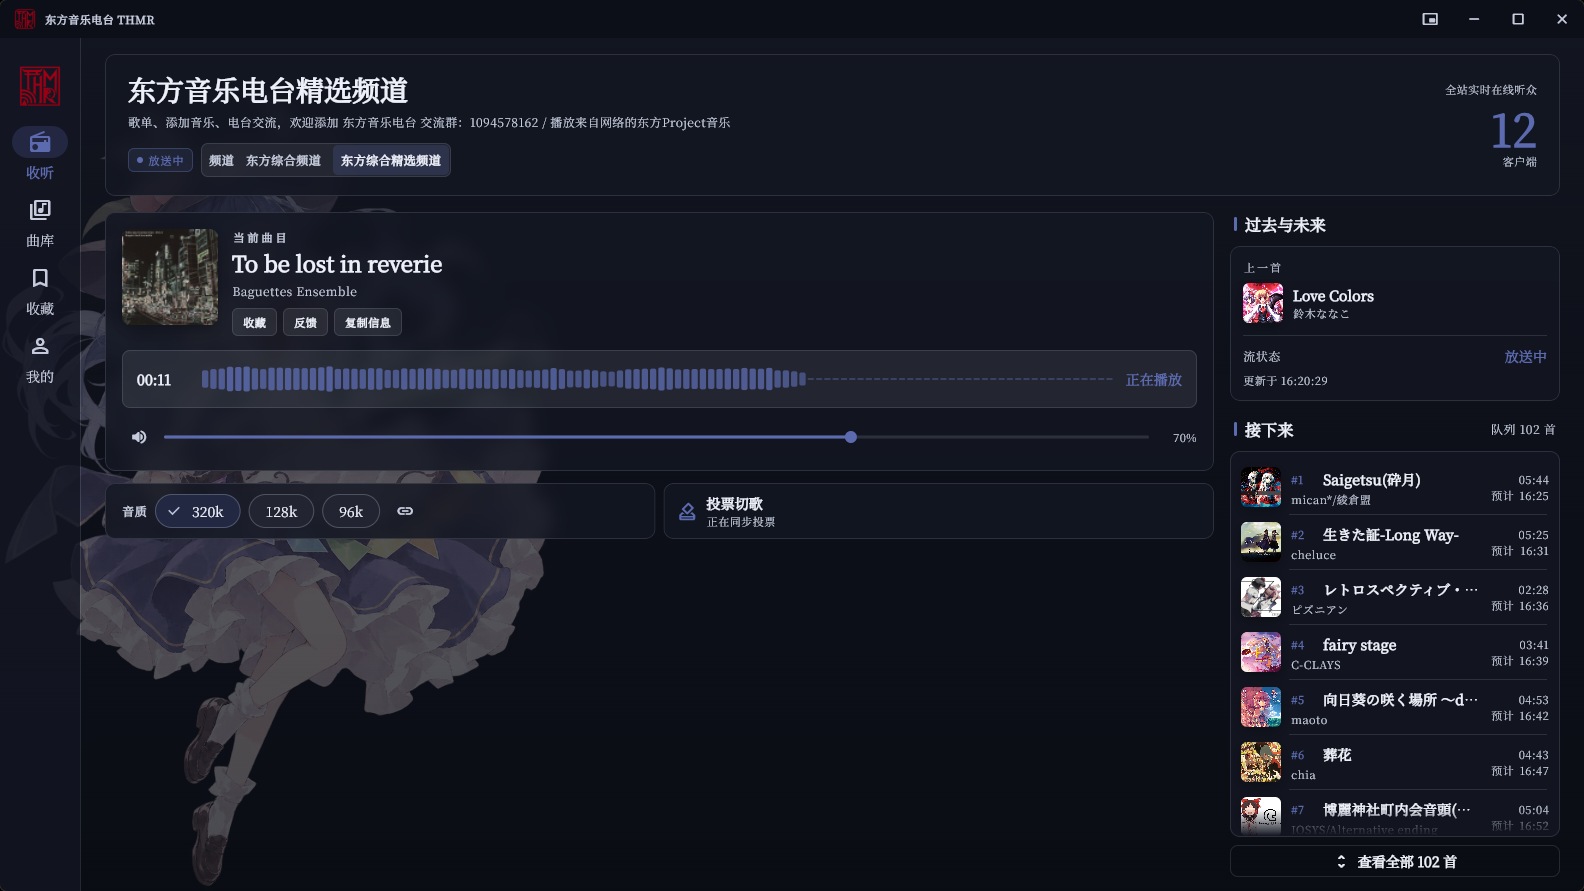 东方音乐电台 THMR
收听
曲库
收藏
我的
东方音乐电台精选频道
歌单、添加音乐、电台交流，欢迎添加 东方音乐电台 交流群：1094578162 / 播放来自网络的东方Project音乐
放送中
频道 东方综合频道 东方综合精选频道
全站实时在线听众
12
客户端
当前曲目
To be lost in reverie
Baguettes Ensemble
收藏 反馈 复制信息
00:11 正在播放
70%
音质 320k 128k 96k
投票切歌
正在同步投票
过去与未来
上一首
Love Colors
鈴木ななこ
流状态 放送中
更新于 16:20:29
接下来 队列 102 首
#1 Saigetsu(砕月) 05:44
mican*/綾倉盟 预计 16:25
#2 生きた証-Long Way- 05:25
cheluce 预计 16:31
#3 レトロスペクティブ・… 02:28
ピズニアン 预计 16:36
#4 fairy stage 03:41
C-CLAYS 预计 16:39
#5 向日葵の咲く場所 〜d… 04:53
maoto 预计 16:42
#6 葬花 04:43
chia 预计 16:47
#7 博麗神社町内会音頭(… 05:04
IOSYS/Alternative ending 预计 16:52
查看全部 102 首